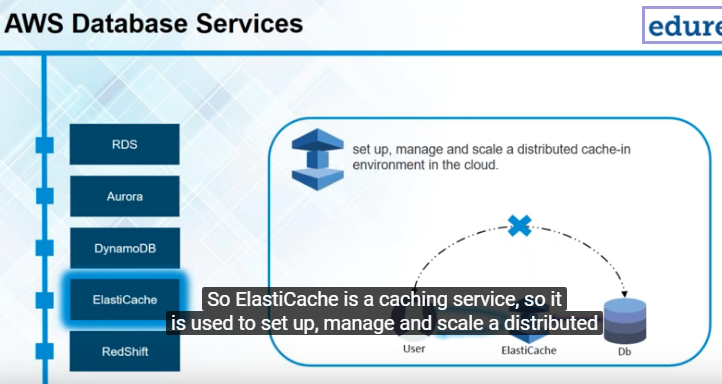 AWS Database Services
edure
RDS
Aurora
DynamoDB
ElastiCache
RedShift
set up, manage and scale a distributed cache-in
environment in the cloud.
So ElastiCache is a caching service, so it
is used to set up, manage and scale a distributed
User
ElastiCache
Db